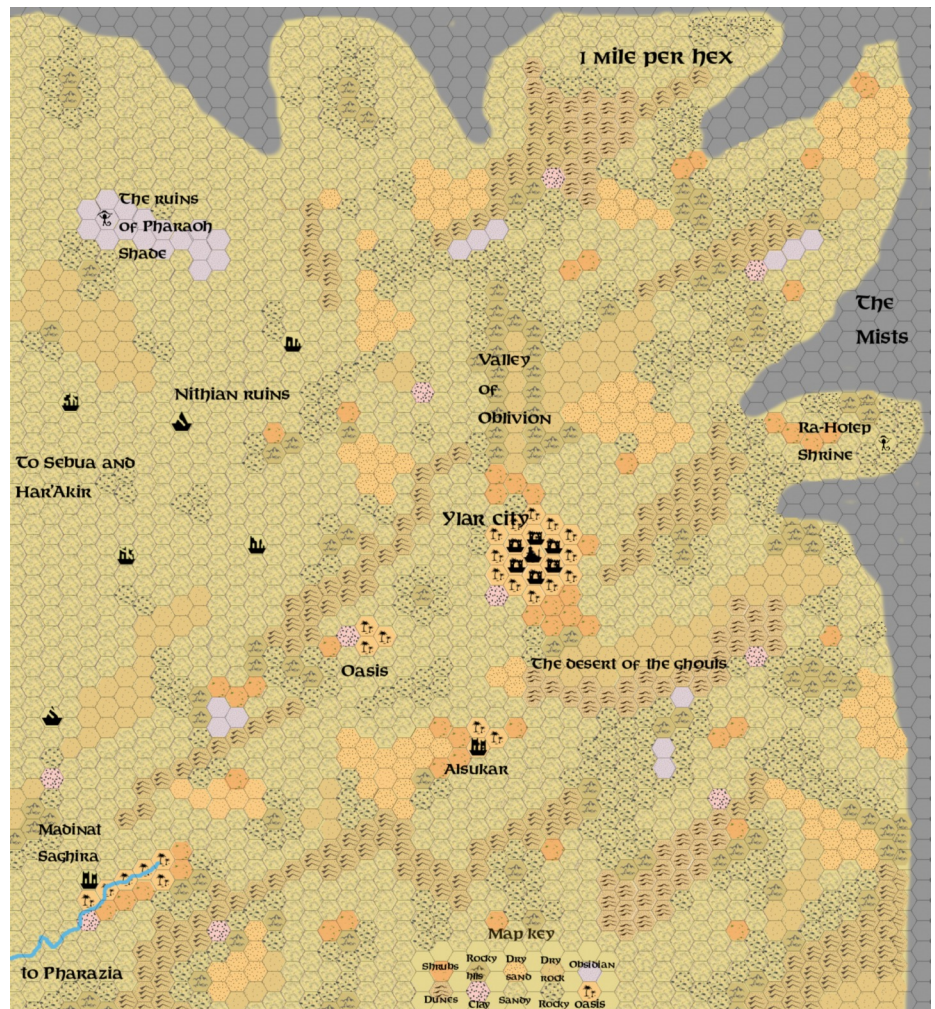 1 Mile per hex
The ruins
of Pharaoh
Shade
The
Mists
Valley
of
Oblivion
Nithian ruins
Ra-Hotep
Shrine
To Sebua and
Har'Akir
Ylar city
The desert of the ghouls
Oasis
Alsukar
Madinat
Saghira
to Pharazia
Map key
Shrubs
Rocky
hils
Dry
sand
Dry
rock
Obsidian
Dunes
Clay
Sandy
Rocky
Oasis